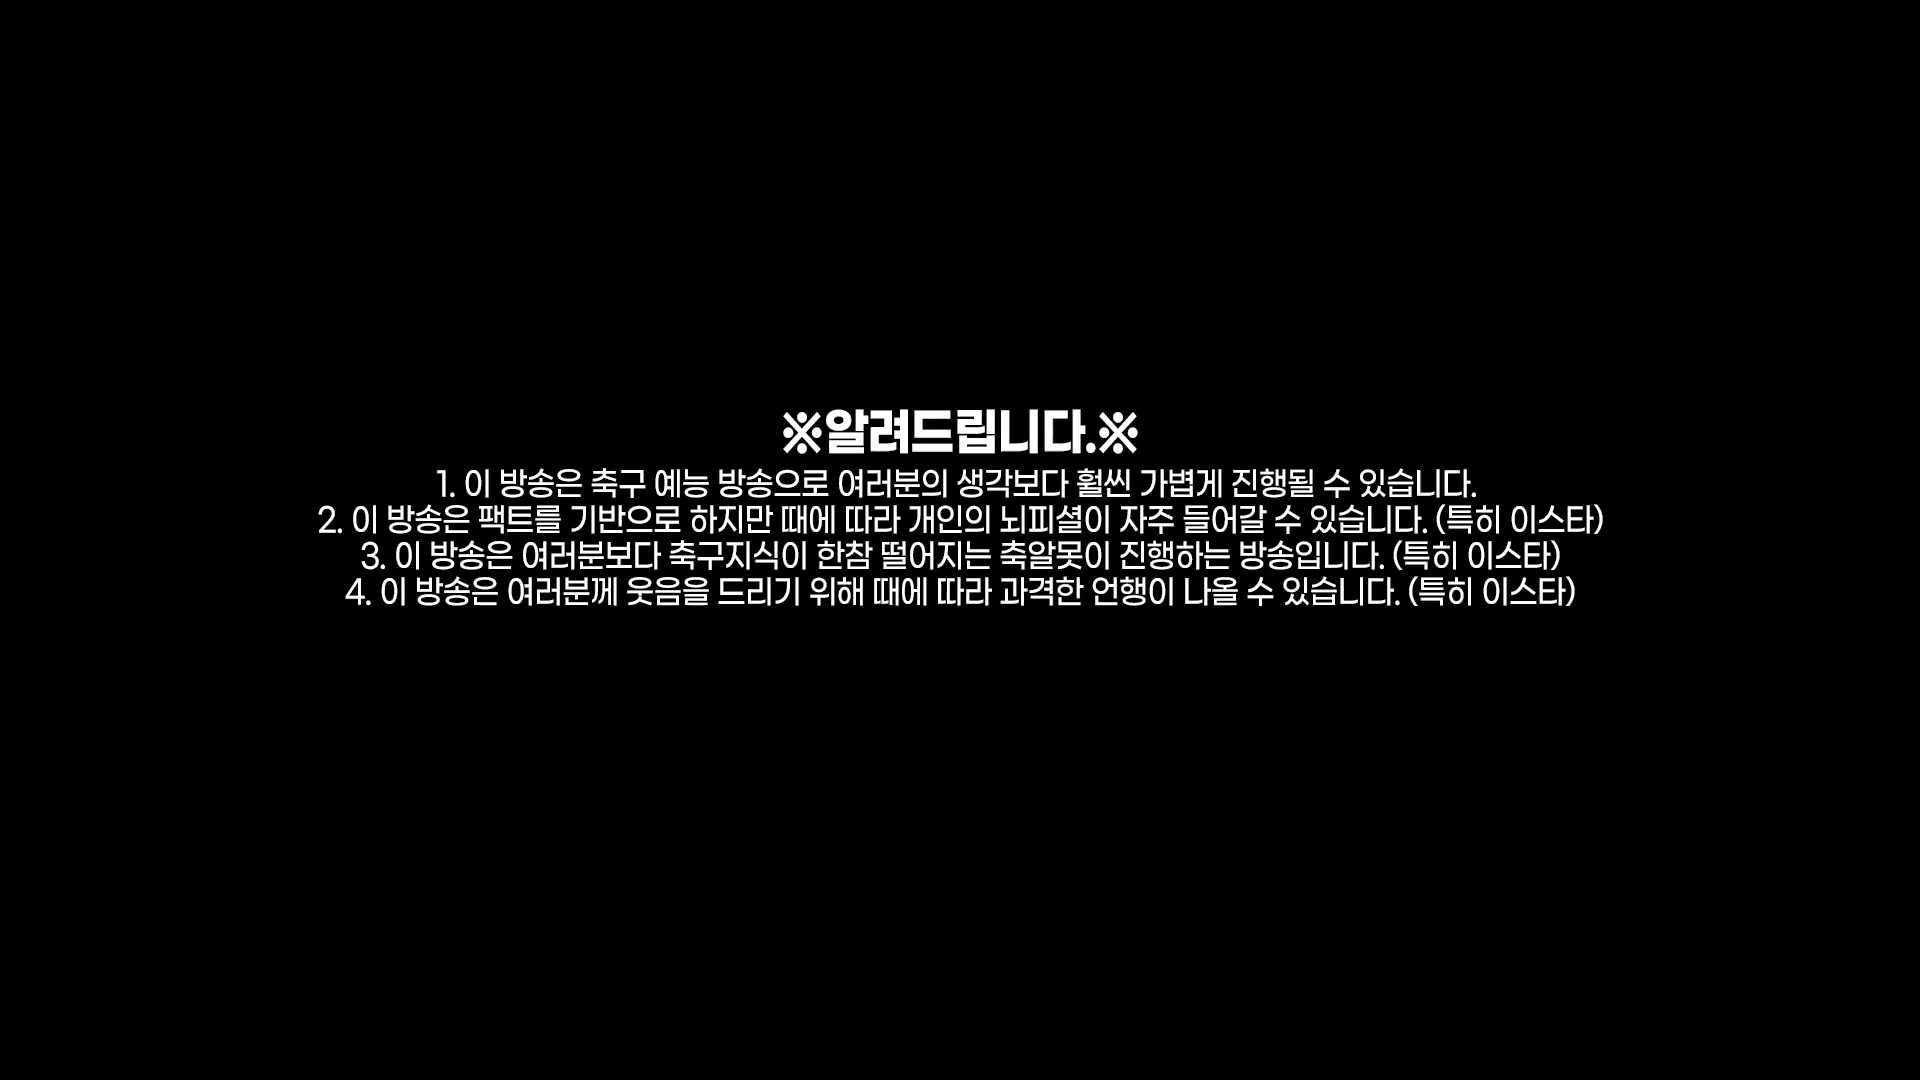 ※알려드립니다.※
1. 이 방송은 축구 예능 방송으로 여러분의 생각보다 훨씬 가볍게 진행될 수 있습니다.
2. 이 방송은 팩트를 기반으로 하지만 때에 따라 개인의 뇌피셜이 자주 들어갈 수 있습니다. (특히 이스타)
3. 이 방송은 여러분보다 축구지식이 한참 떨어지는 축알못이 진행하는 방송입니다. (특히 이스타)
4. 이 방송은 여러분께 웃음을 드리기 위해 때에 따라 과격한 언행이 나올 수 있습니다. (특히 이스타)